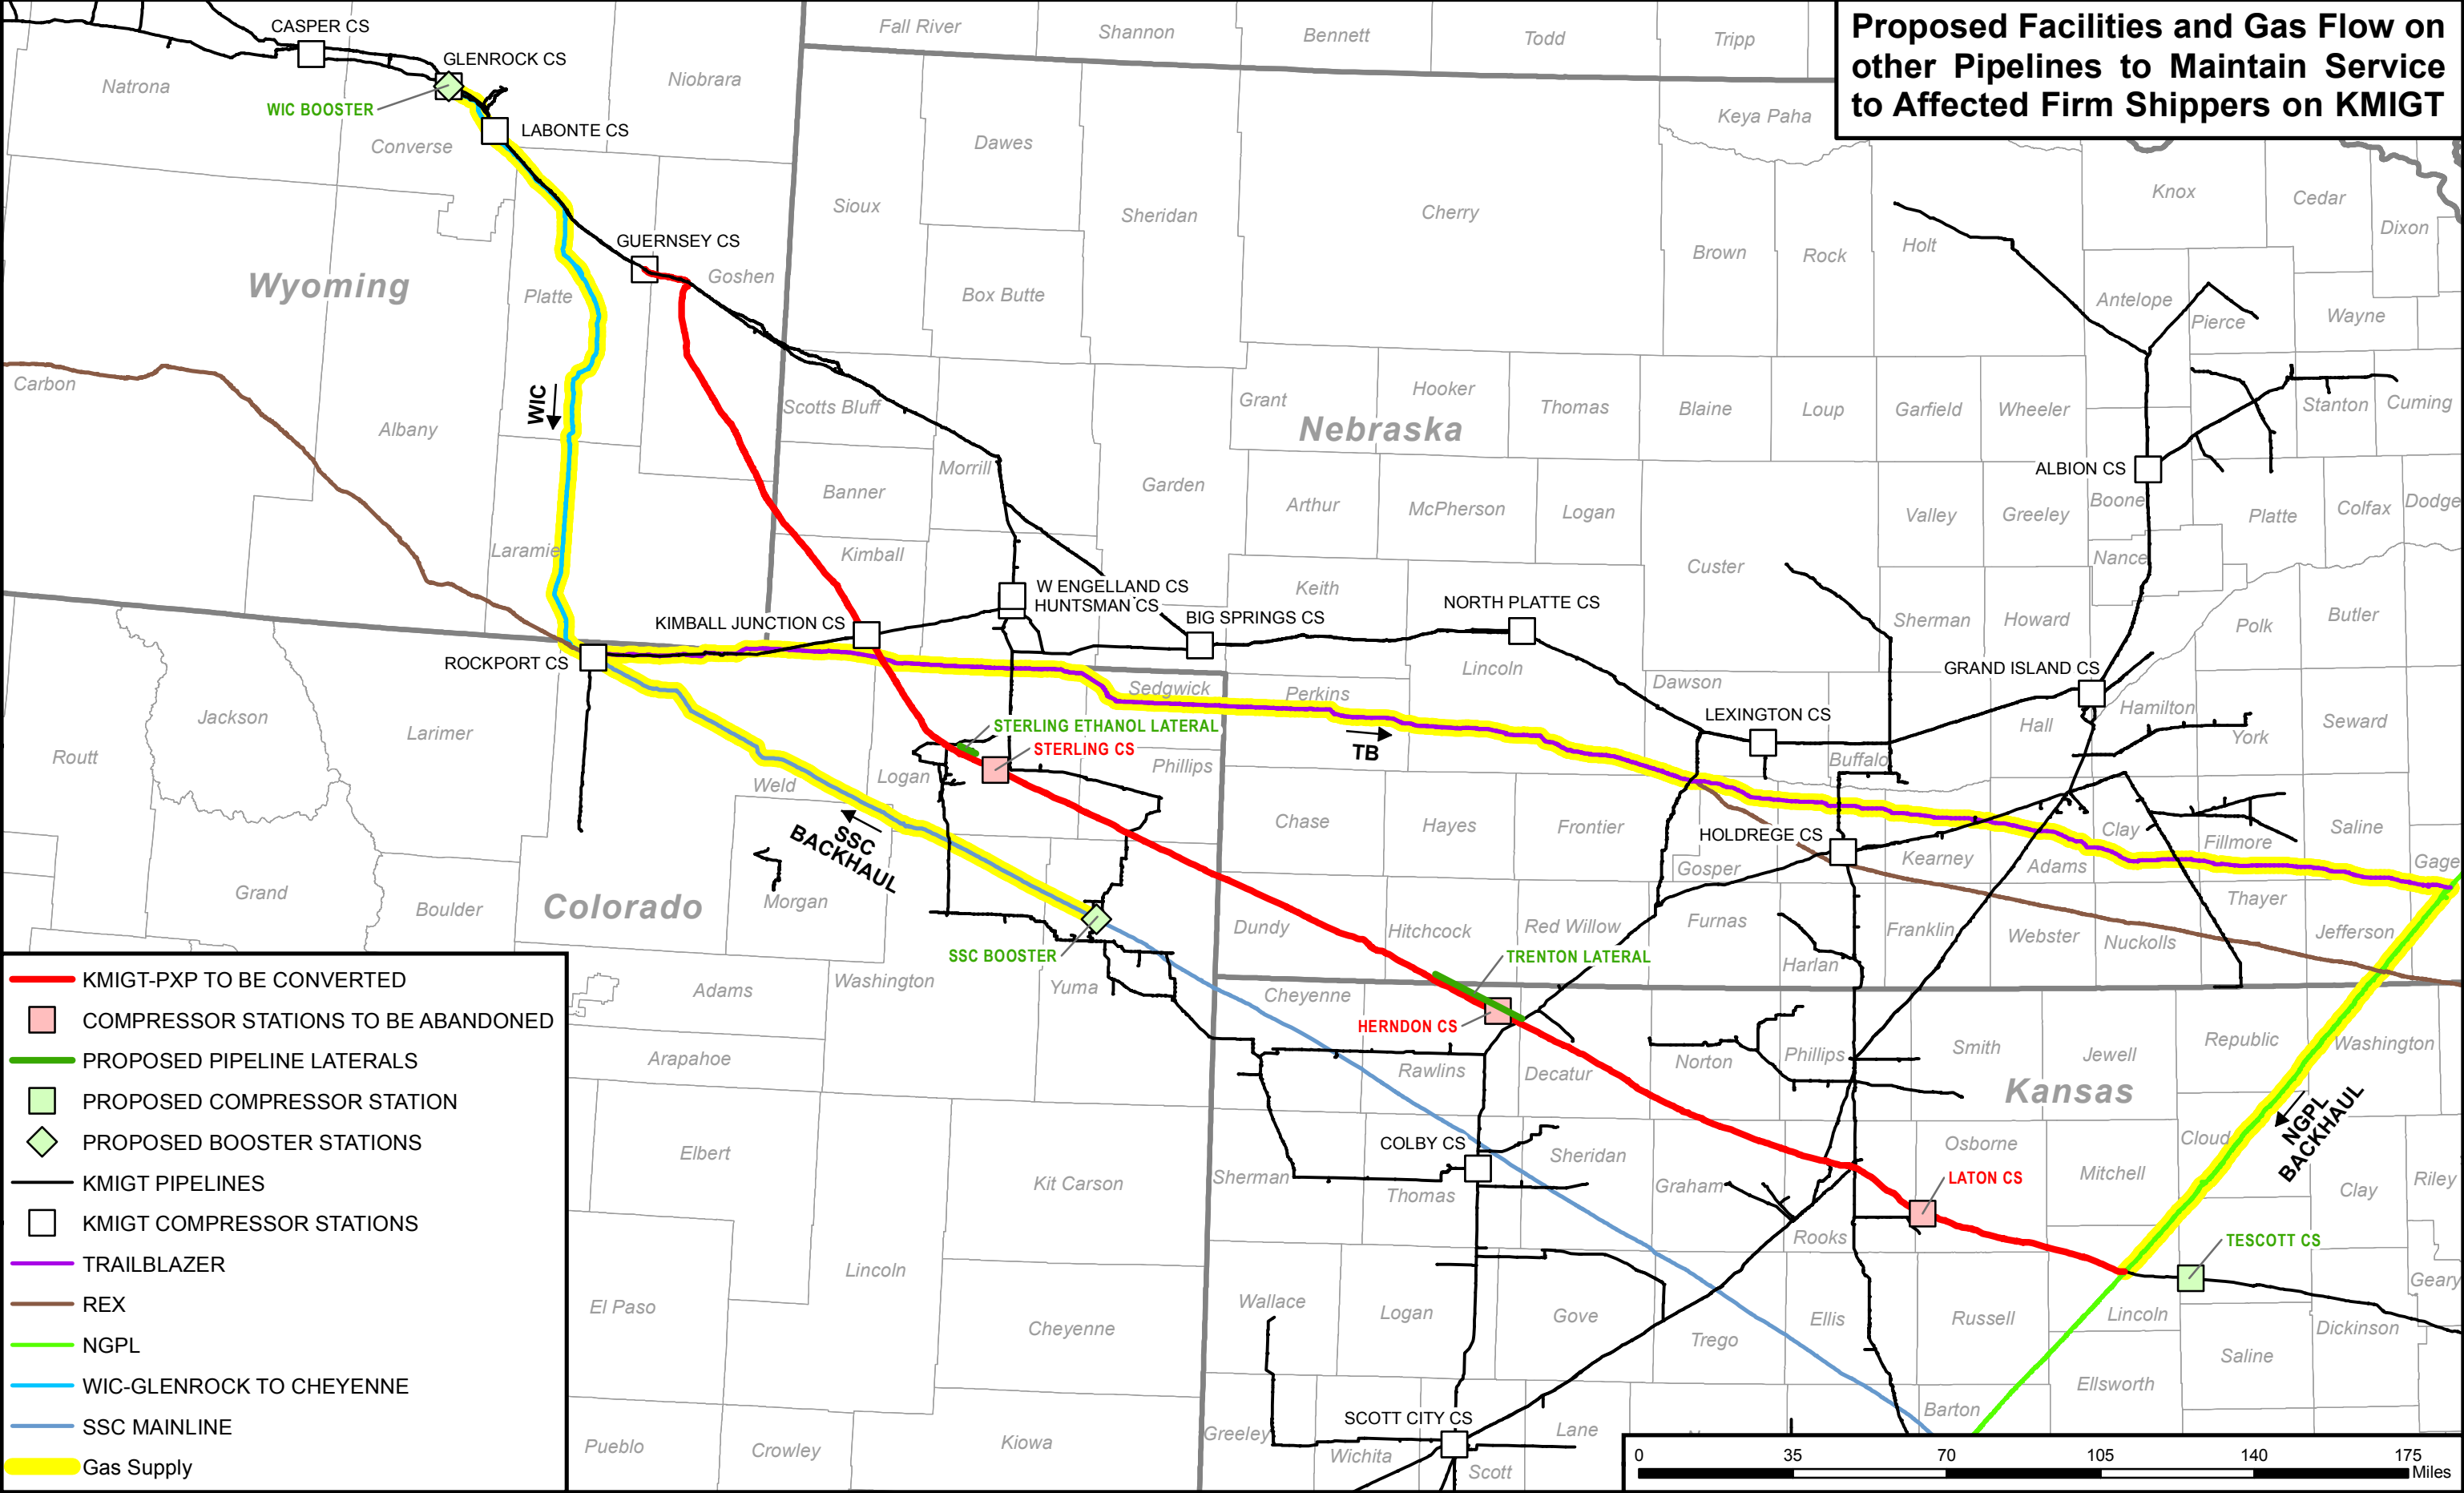 Proposed Facilities and Gas Flow on
other Pipelines to Maintain Service
to Affected Firm Shippers on KMIGT
CASPER CS
GLENROCK CS
WIC BOOSTER
LABONTE CS
GUERNSEY CS
Natrona
Converse
Niobrara
Wyoming
Platte
Goshen
Carbon
Albany
WIC
Laramie
Fall River
Shannon
Bennett
Todd
Tripp
Keya Paha
Dawes
Sioux
Sheridan
Cherry
Box Butte
Brown
Rock
Holt
Knox
Cedar
Dixon
Antelope
Pierce
Wayne
Scotts Bluff
Grant
Hooker
Thomas
Blaine
Loup
Garfield
Wheeler
Stanton
Cuming
Nebraska
Morrill
Banner
Garden
Arthur
McPherson
Logan
Valley
Greeley
ALBION CS
Boone
Platte
Colfax
Dodge
Nance
Kimball
Custer
Keith
W ENGELLAND CS
HUNTSMAN CS
BIG SPRINGS CS
NORTH PLATTE CS
KIMBALL JUNCTION CS
ROCKPORT CS
Sherman
Howard
Polk
Butler
Lincoln
Dawson
GRAND ISLAND CS
Sedgwick
Perkins
LEXINGTON CS
Hall
Hamilton
York
Seward
Buffalo
STERLING ETHANOL LATERAL
STERLING CS
TB
Jackson
Larimer
Routt
Weld
Logan
Phillips
Chase
Hayes
Frontier
HOLDREGE CS
Gosper
Kearney
Adams
Clay
Fillmore
Saline
Gage
SSC
BACKHAUL
Grand
Boulder
Colorado
Morgan
Thayer
Dundy
Hitchcock
Red Willow
Furnas
Harlan
Franklin
Webster
Nuckolls
Jefferson
SSC BOOSTER
TRENTON LATERAL
Adams
Washington
Yuma
Cheyenne
HERNDON CS
Arapahoe
Rawlins
Decatur
Norton
Phillips
Smith
Jewell
Republic
Washington
Kansas
NGPL
BACKHAUL
Elbert
Kit Carson
COLBY CS
Sherman
Thomas
Sheridan
Graham
Osborne
Mitchell
Cloud
Clay
Riley
LATON CS
Rooks
TESCOTT CS
Lincoln
El Paso
Cheyenne
Wallace
Logan
Gove
Trego
Ellis
Russell
Lincoln
Geary
Dickinson
Saline
Ellsworth
Barton
SCOTT CITY CS
Pueblo
Crowley
Kiowa
Greeley
Wichita
Scott
Lane
KMIGT-PXP TO BE CONVERTED
COMPRESSOR STATIONS TO BE ABANDONED
PROPOSED PIPELINE LATERALS
PROPOSED COMPRESSOR STATION
PROPOSED BOOSTER STATIONS
KMIGT PIPELINES
KMIGT COMPRESSOR STATIONS
TRAILBLAZER
REX
NGPL
WIC-GLENROCK TO CHEYENNE
SSC MAINLINE
Gas Supply
0 35 70 105 140 175
Miles